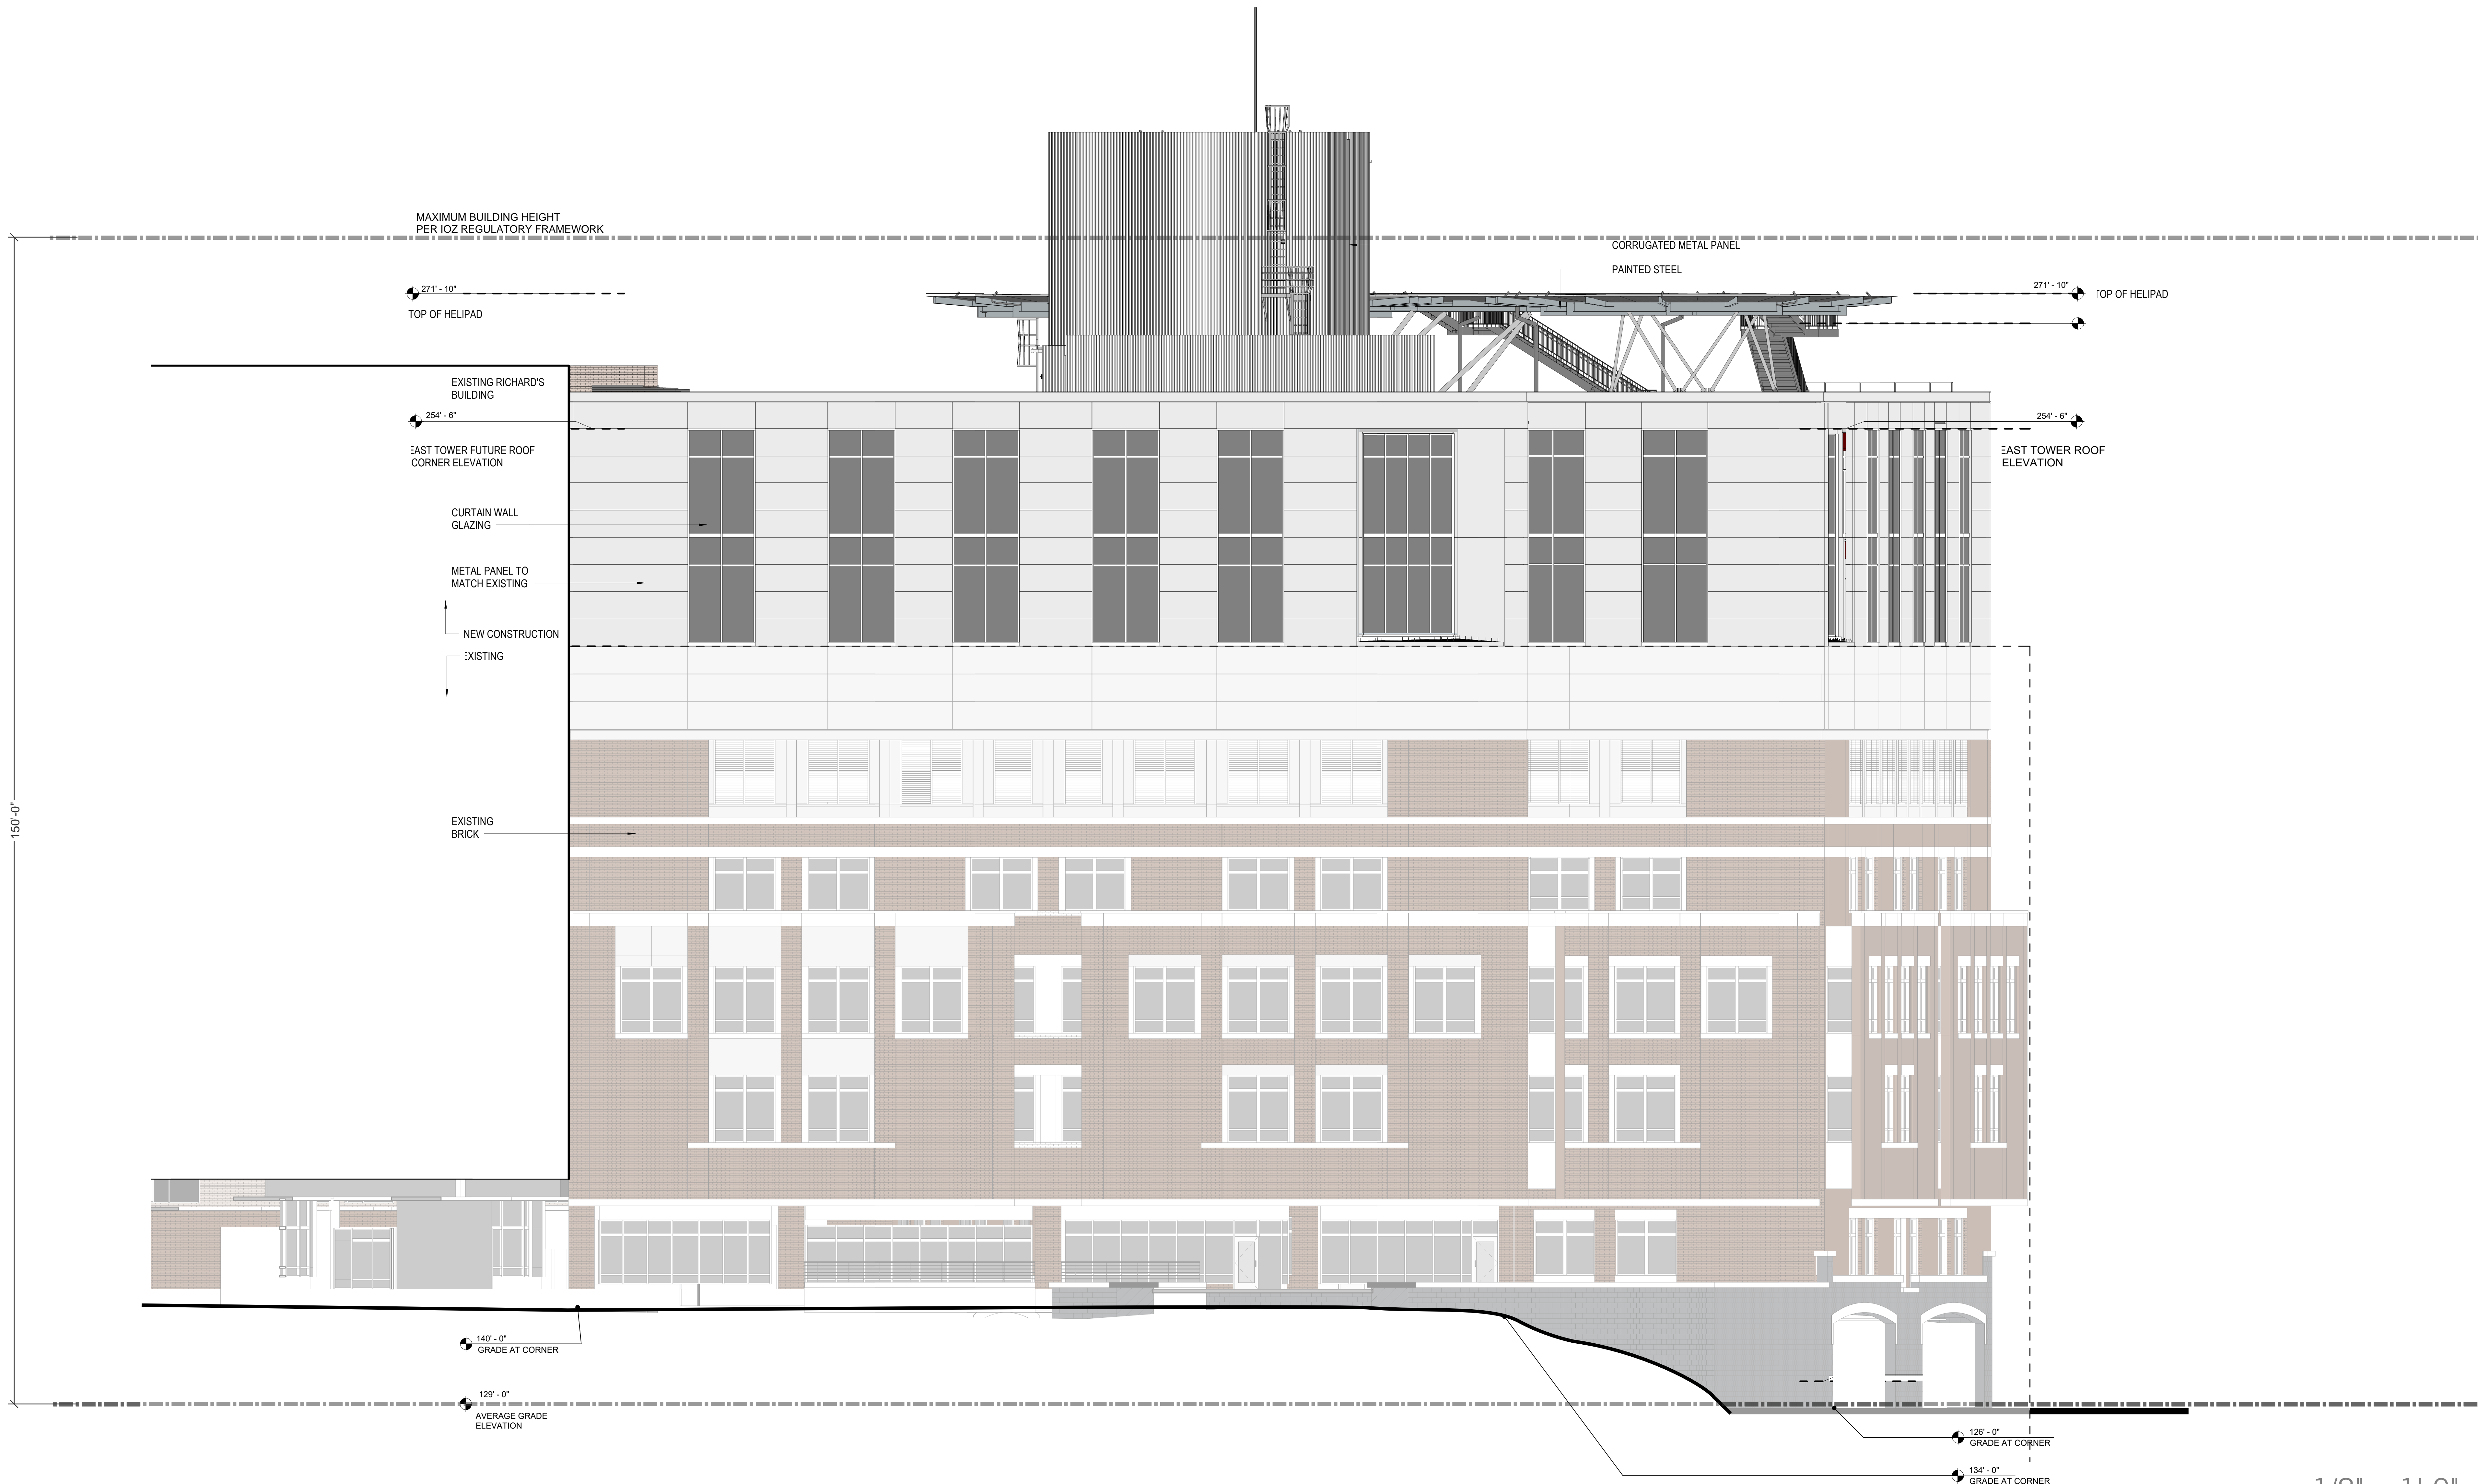 MAXIMUM BUILDING HEIGHT
PER IOZ REGULATORY FRAMEWORK
CORRUGATED METAL PANEL
PAINTED STEEL
271' - 10"
TOP OF HELIPAD
271' - 10"
TOP OF HELIPAD
EXISTING RICHARD'S
BUILDING
254' - 6"
EAST TOWER FUTURE ROOF
CORNER ELEVATION
254' - 6"
EAST TOWER ROOF
ELEVATION
CURTAIN WALL
GLAZING
METAL PANEL TO
MATCH EXISTING
NEW CONSTRUCTION
EXISTING
150'-0"
EXISTING
BRICK
140' - 0"
GRADE AT CORNER
129' - 0"
AVERAGE GRADE
ELEVATION
126' - 0"
GRADE AT CORNER
134' - 0"
GRADE AT CORNER